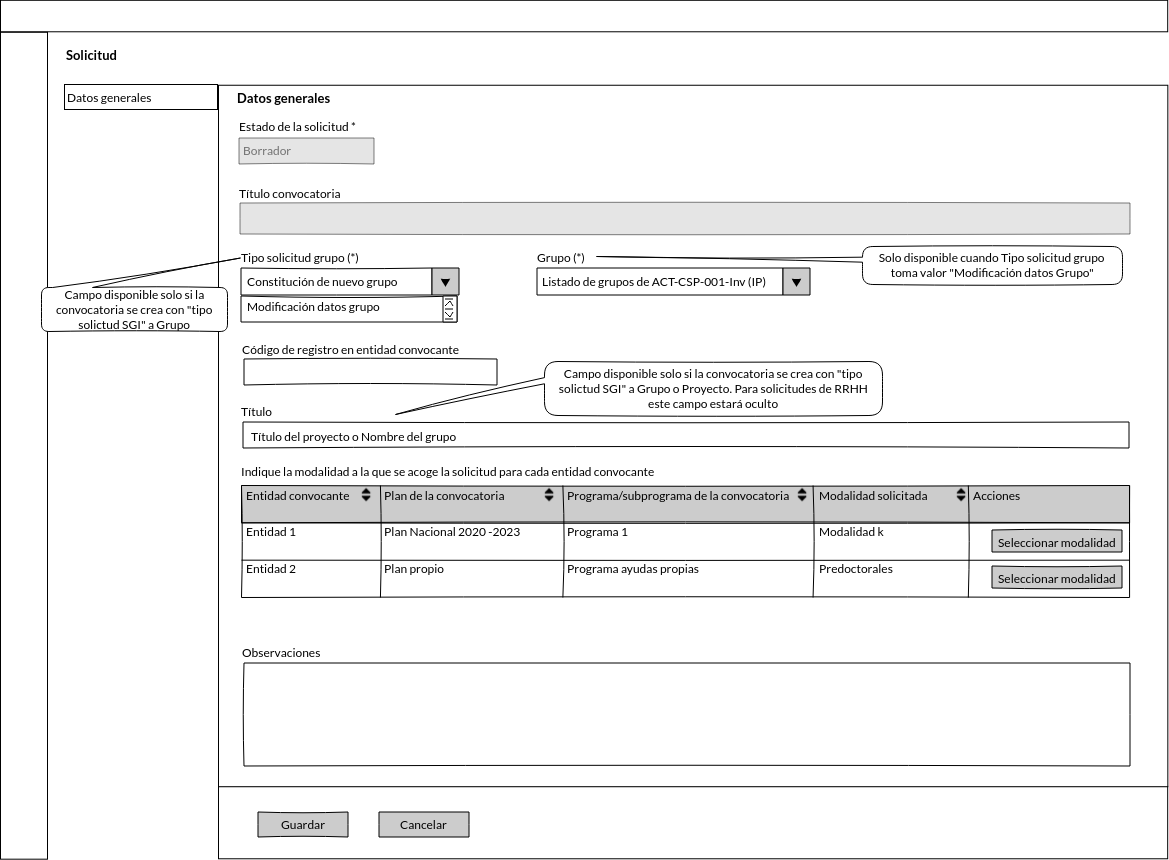 Solicitud
Datos generales
Datos generales
Estado de la solicitud *
Borrador
Título convocatoria
Tipo solicitud grupo (*)
Grupo (*)
Solo disponible cuando Tipo solicitud grupo
toma valor "Modificación datos Grupo"
Constitución de nuevo grupo
Listado de grupos de ACT-CSP-001-Inv (IP)
Modificación datos grupo
Campo disponible solo si la
convocatoria se crea con "tipo
solictud SGI" a Grupo
Código de registro en entidad convocante
Campo disponible solo si la convocatoria se crea con "tipo
solictud SGI" a Grupo o Proyecto. Para solicitudes de RRHH
este campo estará oculto
Título
Título del proyecto o Nombre del grupo
Indique la modalidad a la que se acoge la solicitud para cada entidad convocante
Entidad convocante Plan de la convocatoria Programa/subprograma de la convocatoria Modalidad solicitada Acciones
Entidad 1 Plan Nacional 2020 -2023 Programa 1 Modalidad k Seleccionar modalidad
Entidad 2 Plan propio Programa ayudas propias Predoctorales Seleccionar modalidad
Observaciones
Guardar Cancelar